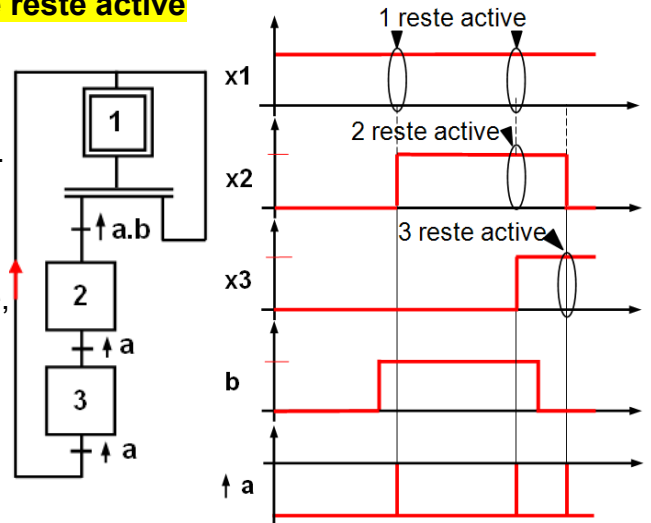 reste active
1 reste active
x1
1
2 reste active
x2
↑ a.b
3 reste active
x3
2
,
↑ a
b
3
↑ a
↑ a